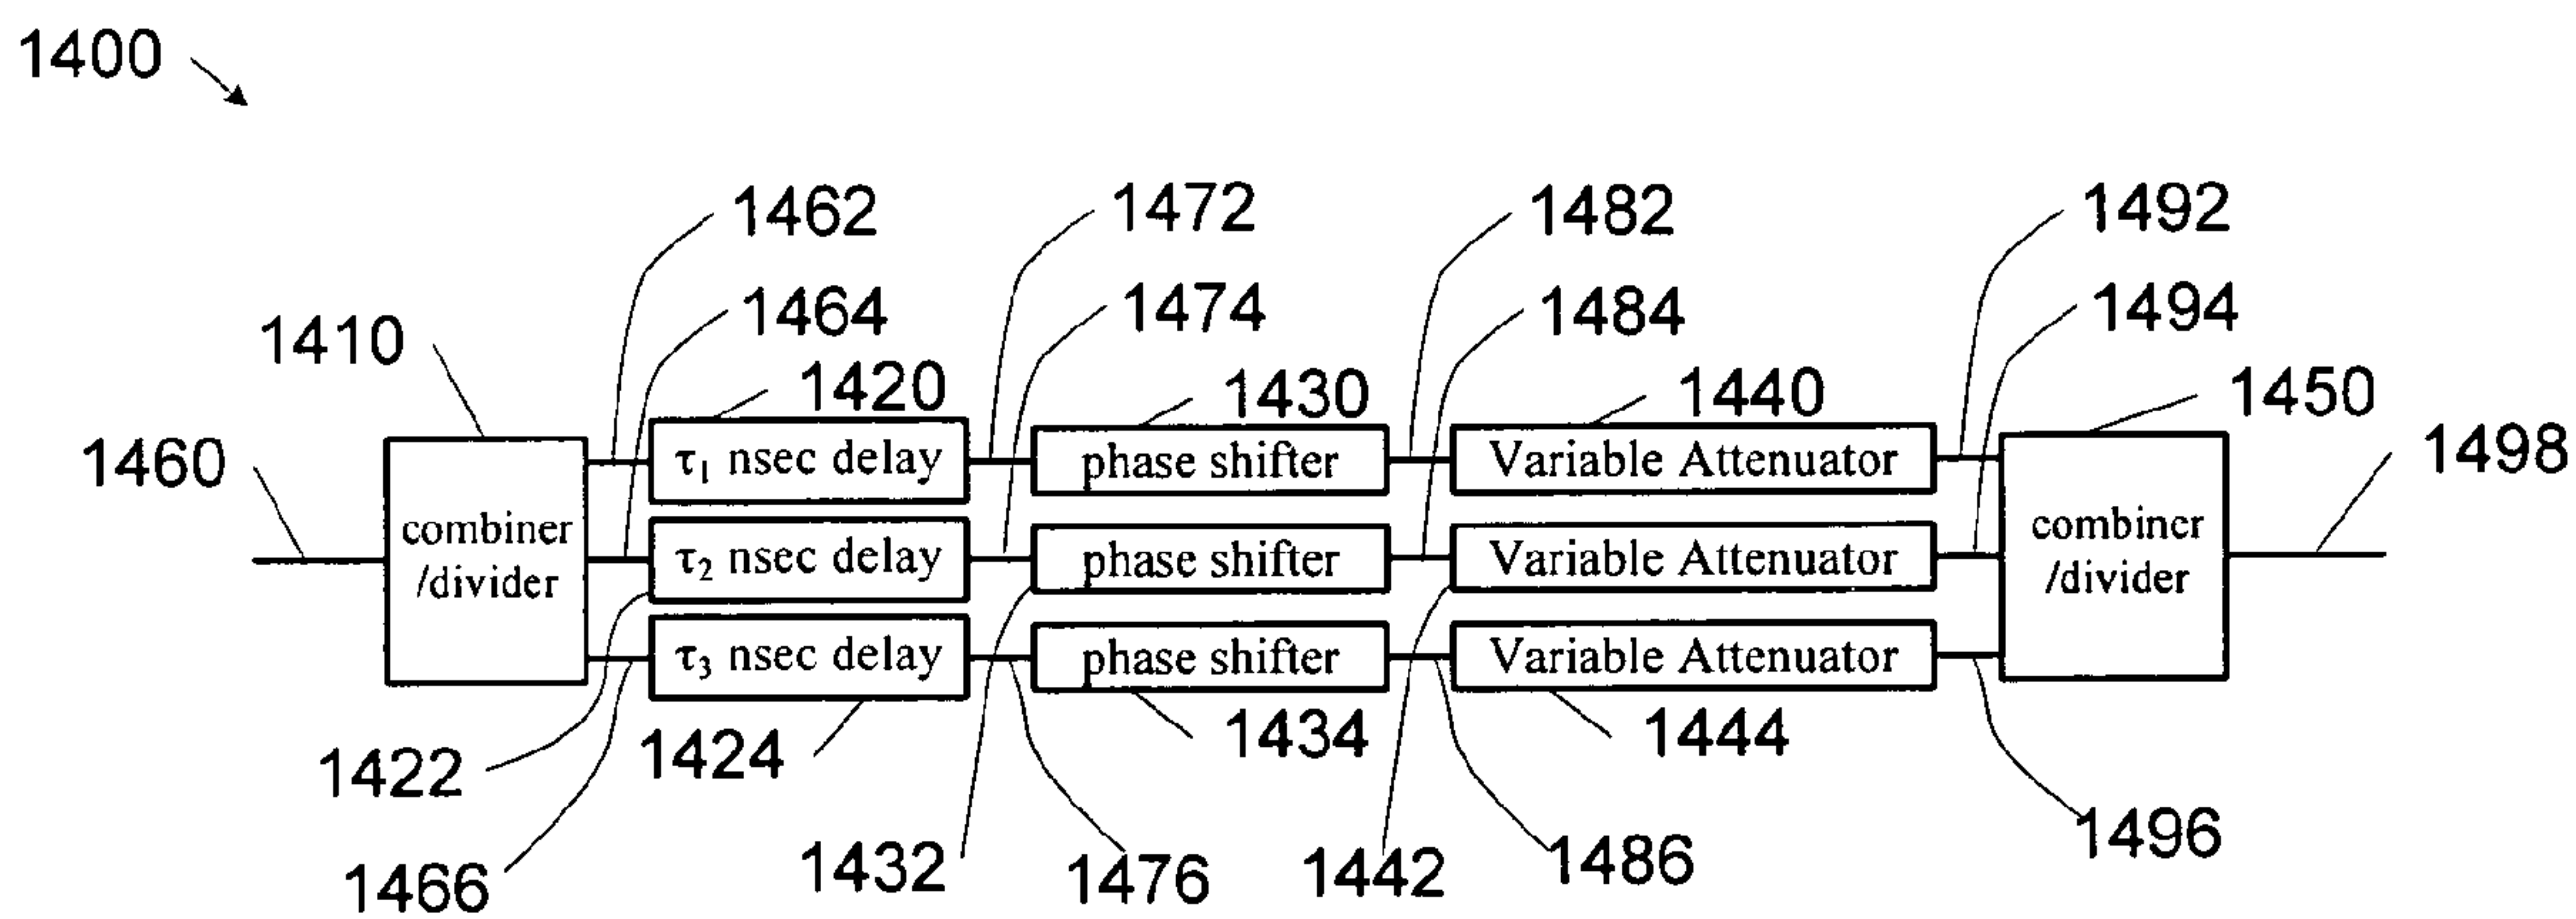 1400
1462
1472
1482
1492
1464
1474
1484
1494
1410
1420
1430
1440
1450
1460
1498
τ₁ nsec delay
phase shifter
Variable Attenuator
combiner
/divider
τ₂ nsec delay
phase shifter
Variable Attenuator
combiner
/divider
τ₃ nsec delay
phase shifter
Variable Attenuator
1422
1424
1434
1444
1466
1432
1476
1442
1486
1496